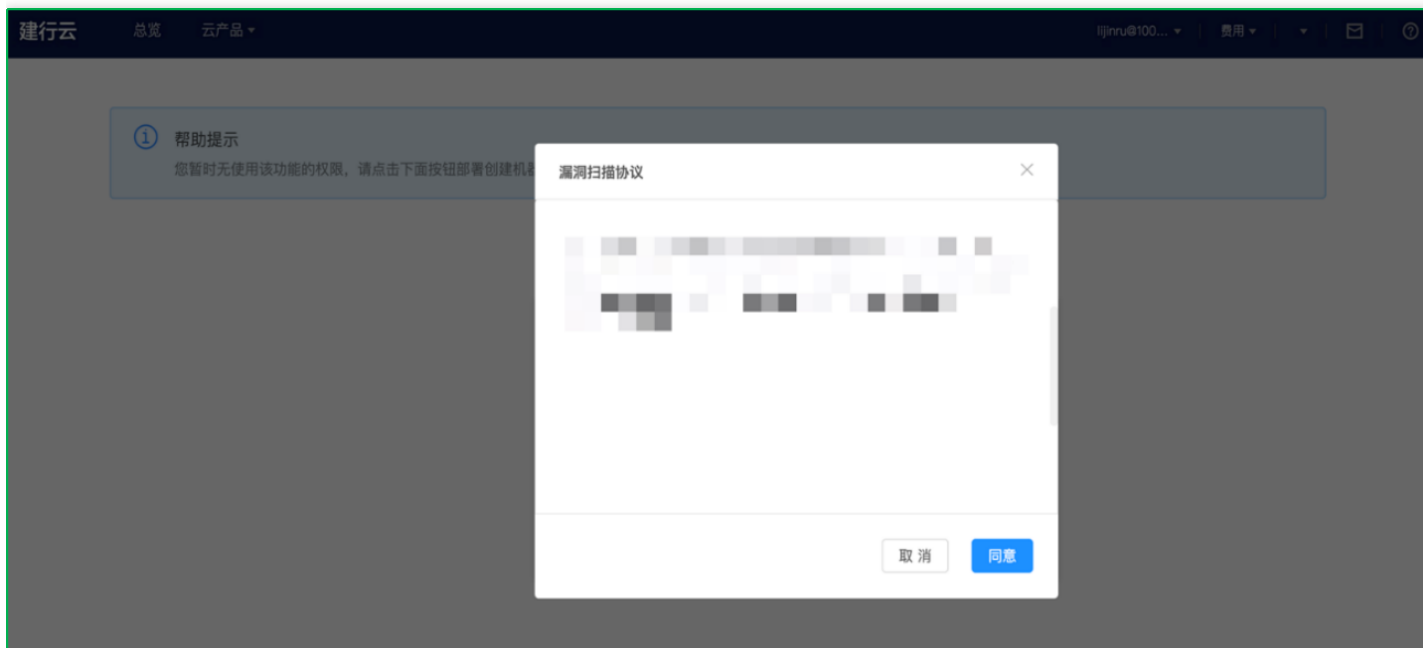 建行云 总览 云产品 lijinru@100... 费用
帮助提示
您暂时无使用该功能的权限，请点击下面按钮部署创建机
漏洞扫描协议
取 消 同意